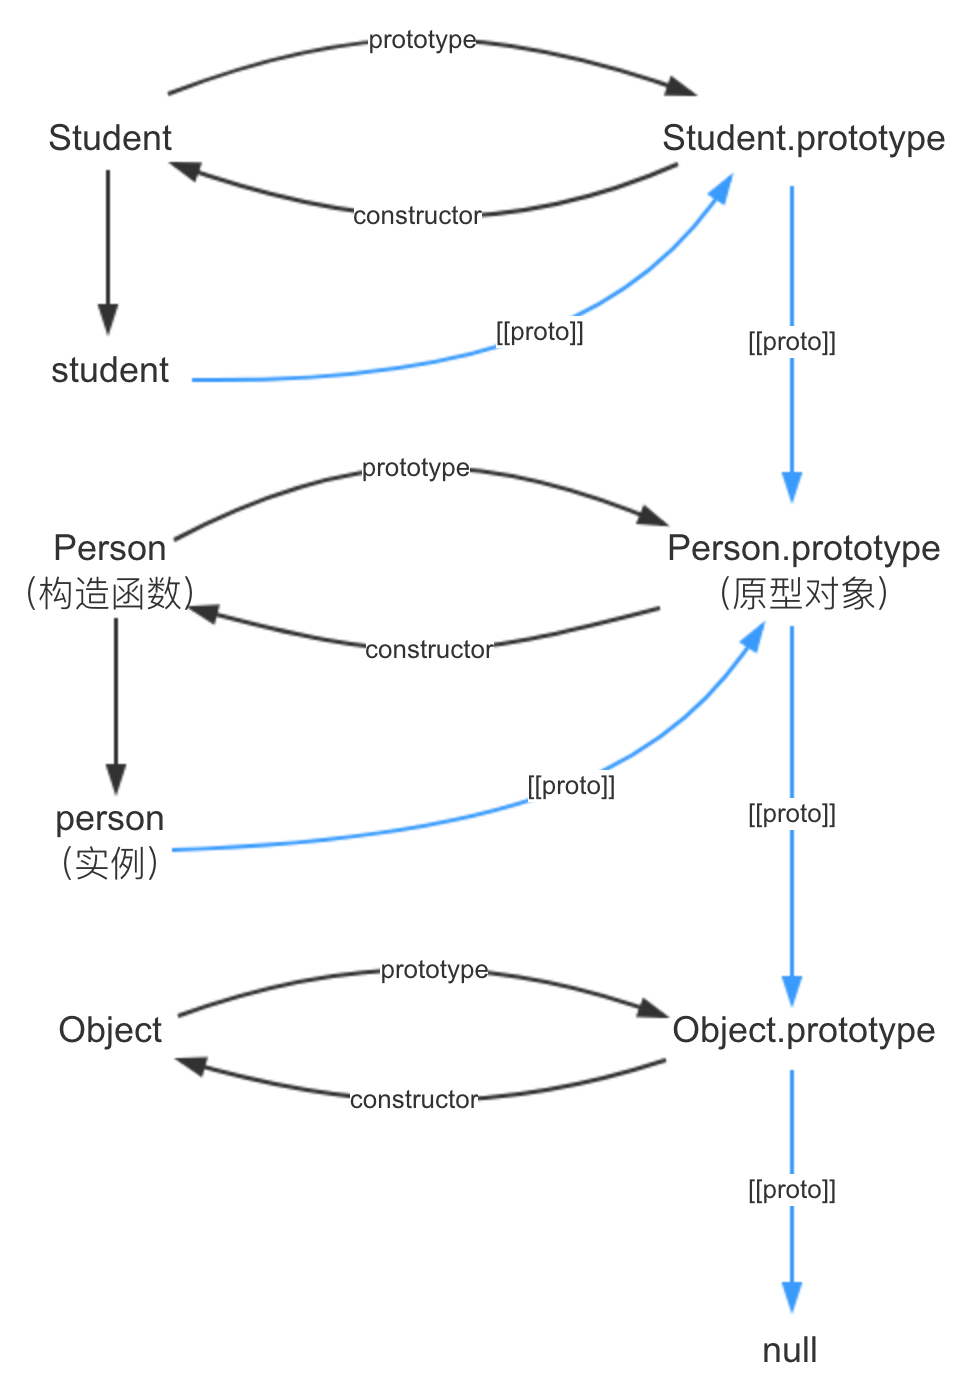 prototype
Student
Student.prototype
constructor
[[proto]]
[[proto]]
student
prototype
Person
(构造函数)
Person.prototype
(原型对象)
constructor
[[proto]]
[[proto]]
person
(实例)
prototype
Object
Object.prototype
constructor
[[proto]]
null